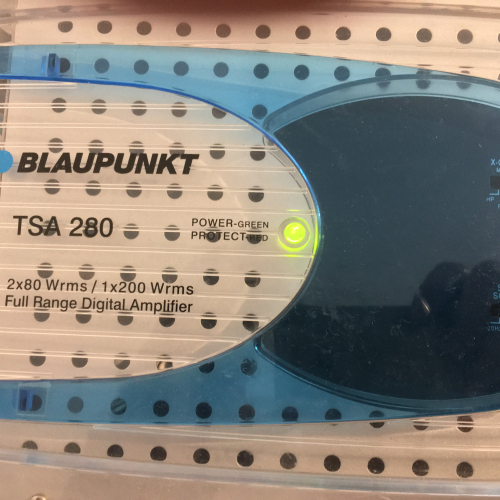 BLAUPUNKT
TSA 280
POWER-GREEN
PROTECT-RED
2x80 Wrms / 1x200 Wrms
Full Range Digital Amplifier